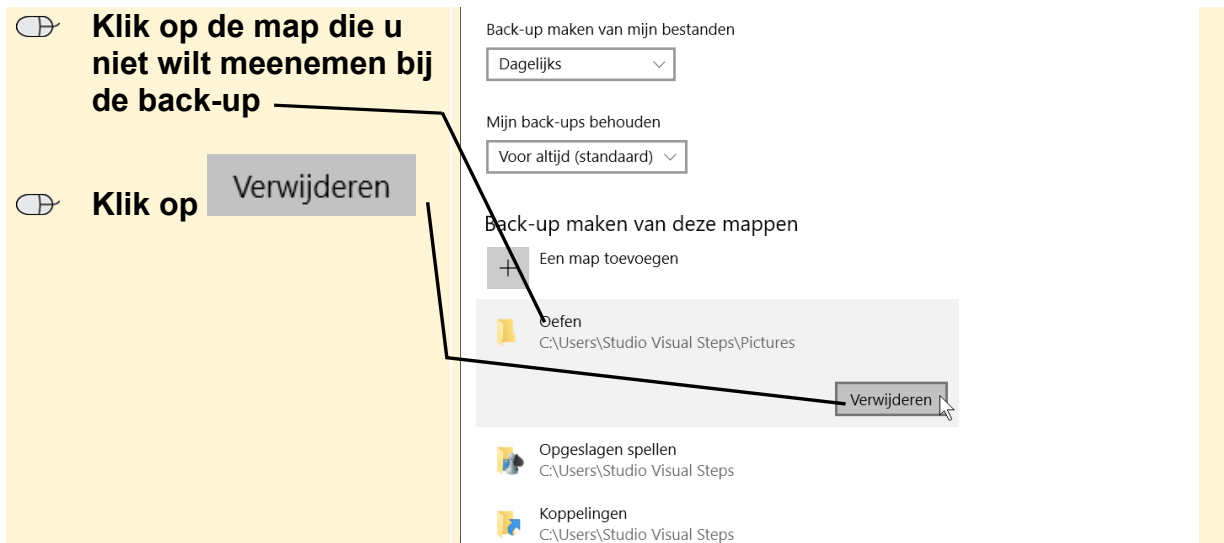 Klik op de map die u
niet wilt meenemen bij
de back-up
Klik op Verwijderen
Back-up maken van mijn bestanden
Dagelijks
Mijn back-ups behouden
Voor altijd (standaard)
Back-up maken van deze mappen
Een map toevoegen
Oefen
C:\Users\Studio Visual Steps\Pictures
Verwijderen
Opgeslagen spellen
C:\Users\Studio Visual Steps
Koppelingen
C:\Users\Studio Visual Steps